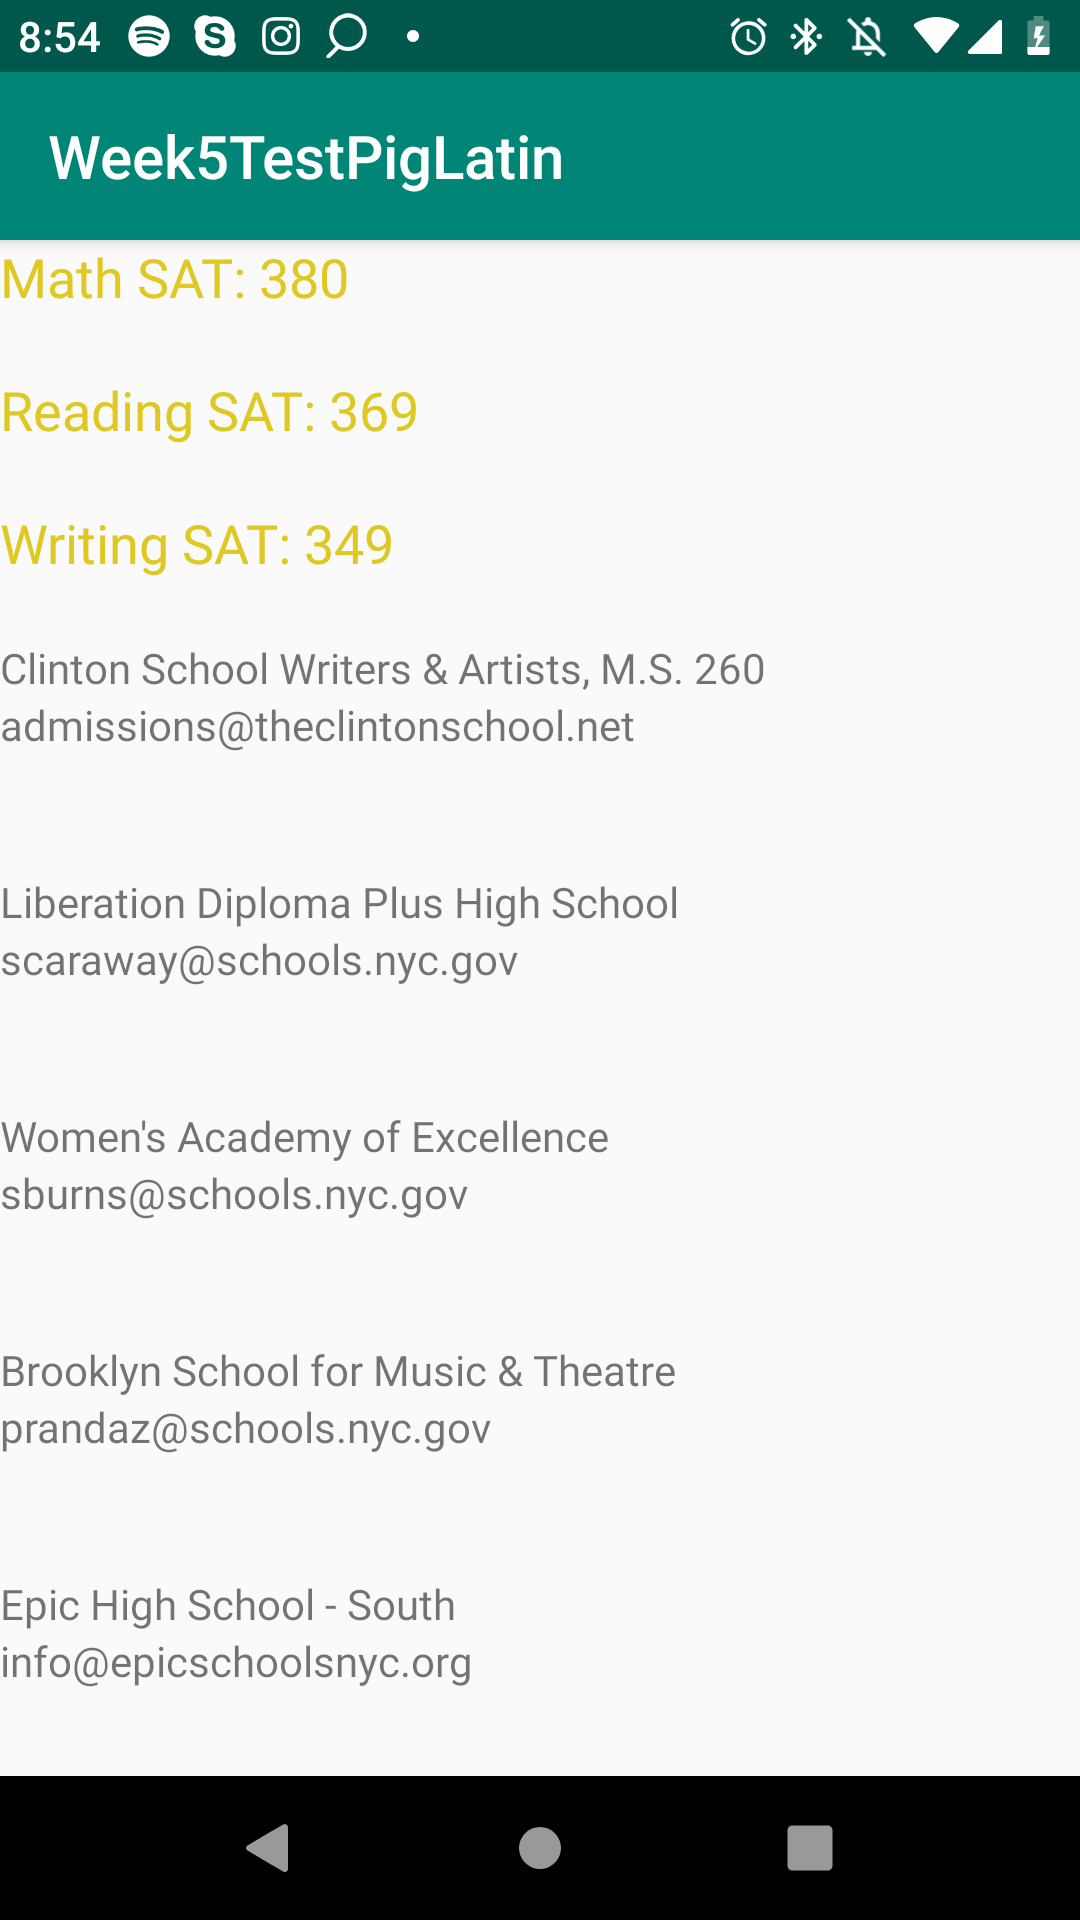 8:54
Week5TestPigLatin
Math SAT: 380
Reading SAT: 369
Writing SAT: 349
Clinton School Writers & Artists, M.S. 260
admissions@theclintonschool.net
Liberation Diploma Plus High School
scaraway@schools.nyc.gov
Women's Academy of Excellence
sburns@schools.nyc.gov
Brooklyn School for Music & Theatre
prandaz@schools.nyc.gov
Epic High School - South
info@epicschoolsnyc.org